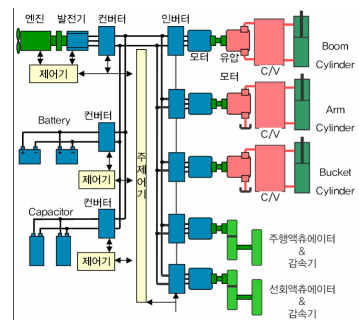 엔진
발전기
컨버터
인버터
제어기
모터
유압
모터
C/V
Boom
Cylinder
Battery
컨버터
제어기
주제어기
C/V
Arm
Cylinder
Capacitor
컨버터
제어기
C/V
Bucket
Cylinder
주행액츄에이터
&
감속기
선회액츄에이터
&
감속기